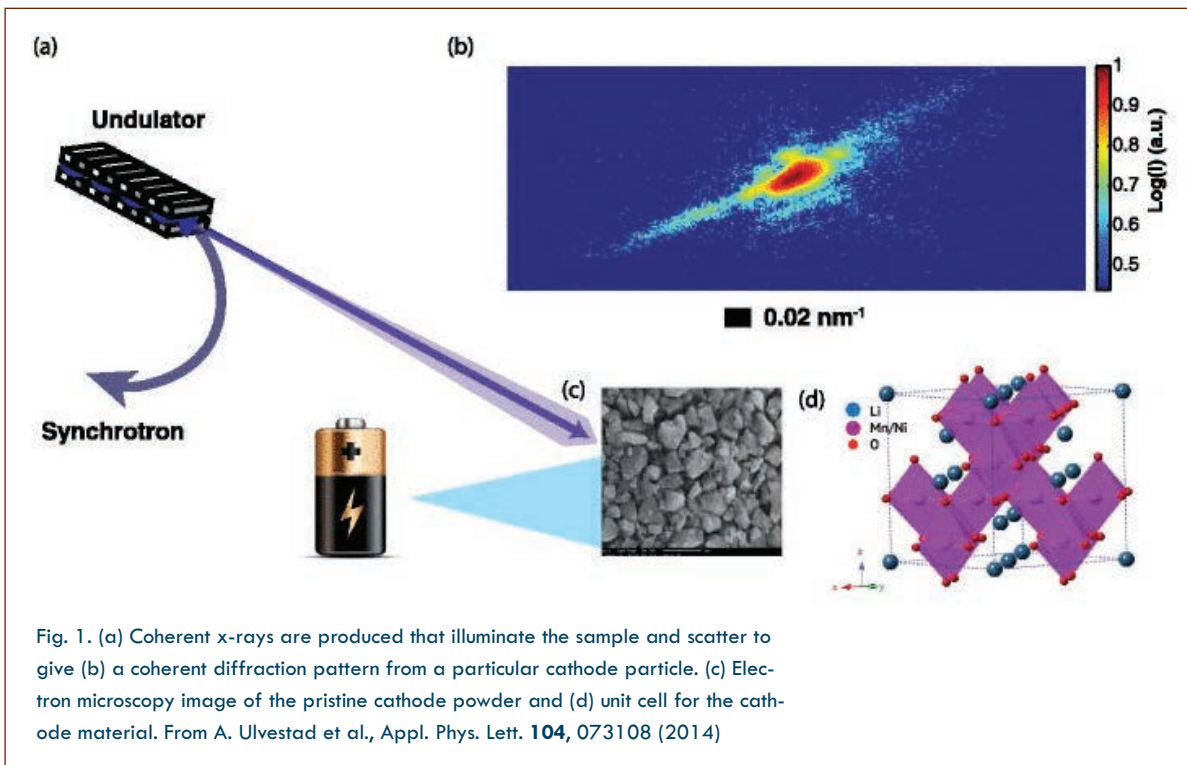 (a)
Undulator
Synchrotron
(b)
1
0.9
0.8
0.7
0.6
0.5
Log(I) (a.u.)
0.02 nm⁻¹
(c)
(d)
Li
Mn/Ni
O
z
x
y
Fig. 1. (a) Coherent x-rays are produced that illuminate the sample and scatter to
give (b) a coherent diffraction pattern from a particular cathode particle. (c) Elec-
tron microscopy image of the pristine cathode powder and (d) unit cell for the cath-
ode material. From A. Ulvestad et al., Appl. Phys. Lett. 104, 073108 (2014)